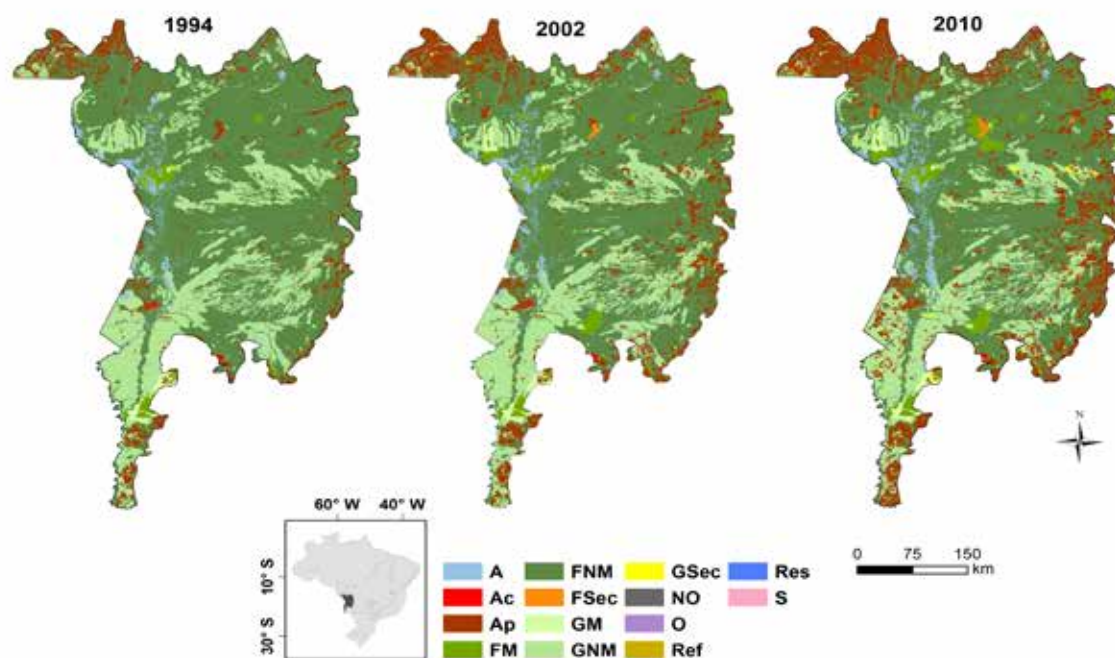 1994
2002
2010
N
60° W 40° W
10° S
30° S
A
Ac
Ap
FM
FNM
FSec
GM
GNM
GSec
NO
O
Ref
Res
S
0 75 150
km